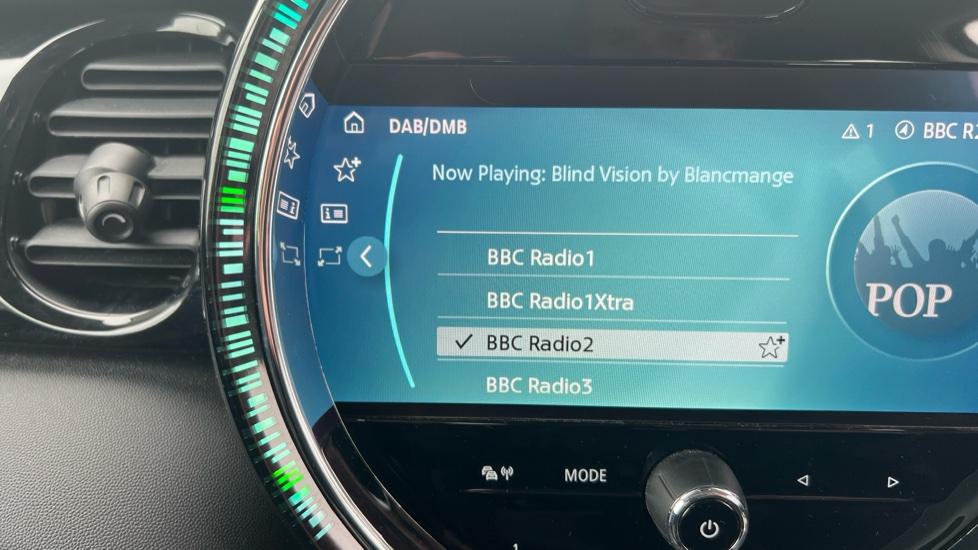 DAB/DMB
1
BBC R2
Now Playing: Blind Vision by Blancmange
BBC Radio1
BBC Radio1Xtra
BBC Radio2
BBC Radio3
POP
MODE
1